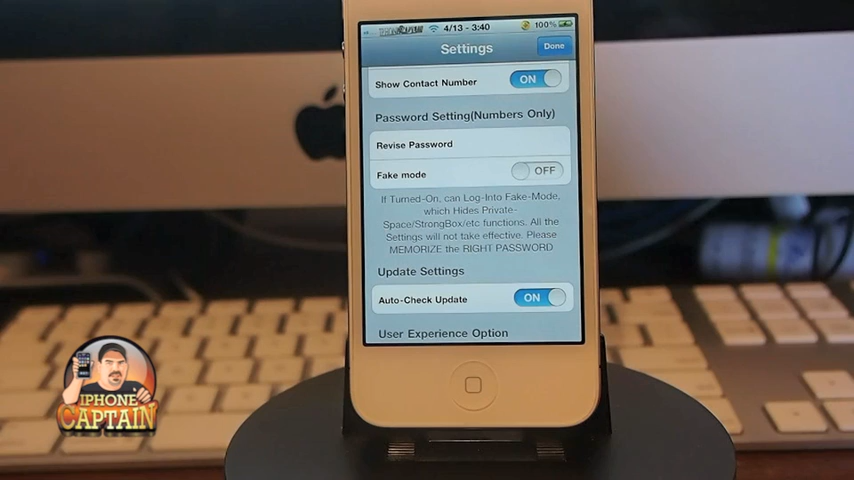 IPHONECAPTAIN 4/13 - 3:40 100%
Settings
Done
Show Contact Number ON
Password Setting(Numbers Only)
Revise Password
Fake mode OFF
If Turned-On, can Log-Into Fake-Mode,
which Hides Private-
Space/StrongBox/etc functions. All the
Settings will not take effective. Please
MEMORIZE the RIGHT PASSWORD
Update Settings
Auto-Check Update ON
User Experience Option
IPHONE
CAPTAIN